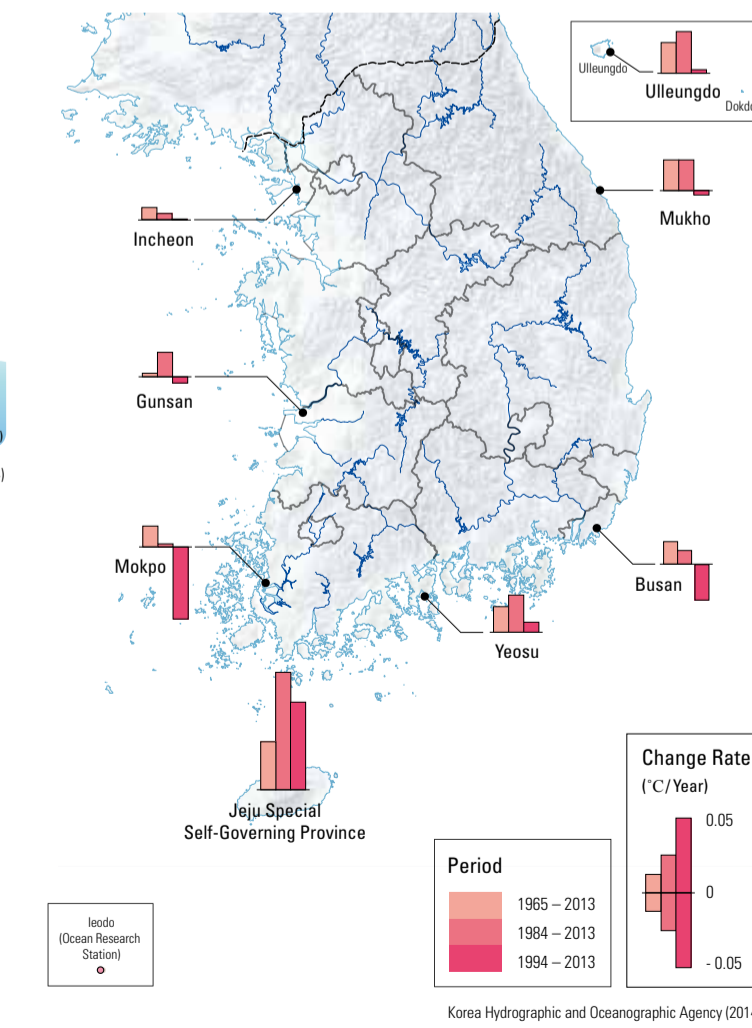 Ulleungdo
Ulleungdo
Mukho
Incheon
Gunsan
)
)
Mokpo
Busan
Yeosu
Jeju Special
Self-Governing Province
Change Rate
(°C/Year)
0.05
0
- 0.05
Period
1965 – 2013
1984 – 2013
1994 – 2013
Ieodo
(Ocean Research
Station)
Korea Hydrographic and Oceanographic Agency